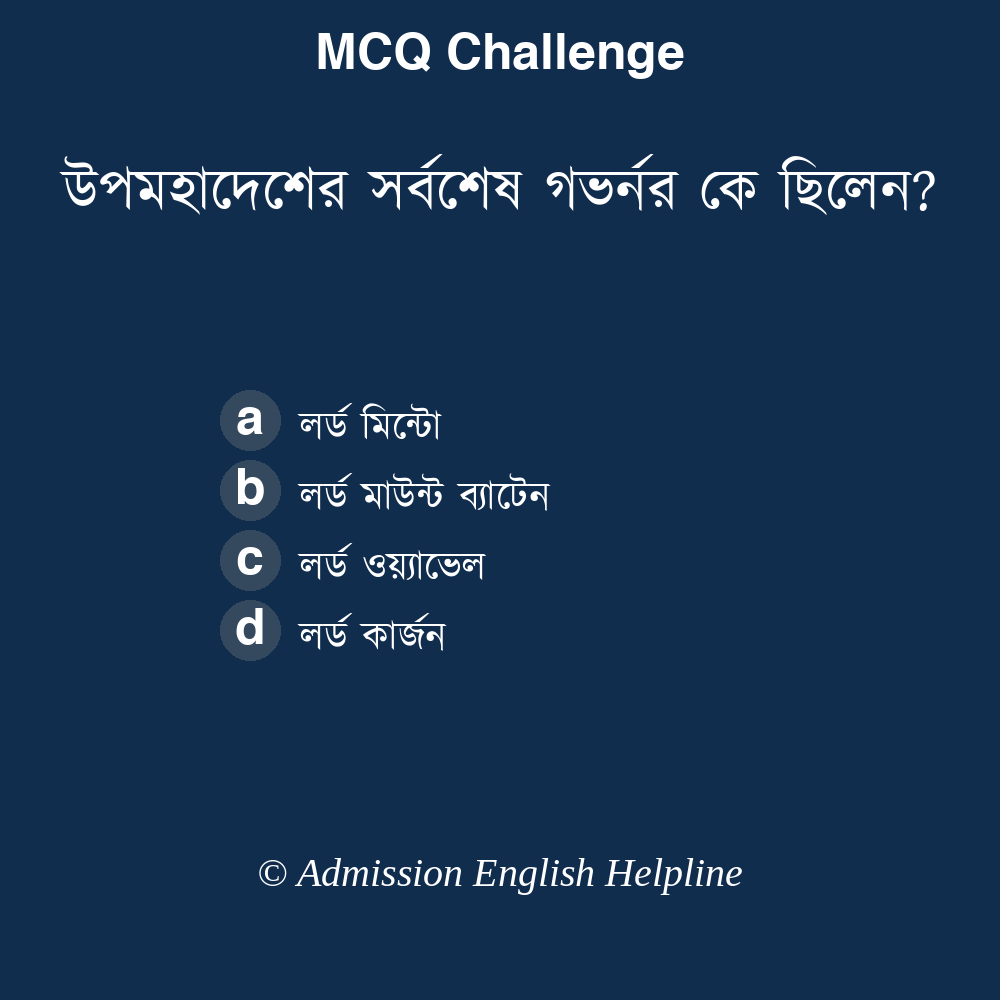 MCQ Challenge
উপমহাদেশের সর্বশেষ গভর্নর কে ছিলেন?
a লর্ড মিন্টো
b লর্ড মাউন্ট ব্যাটেন
c লর্ড ওয়্যাভেল
d লর্ড কার্জন
© Admission English Helpline